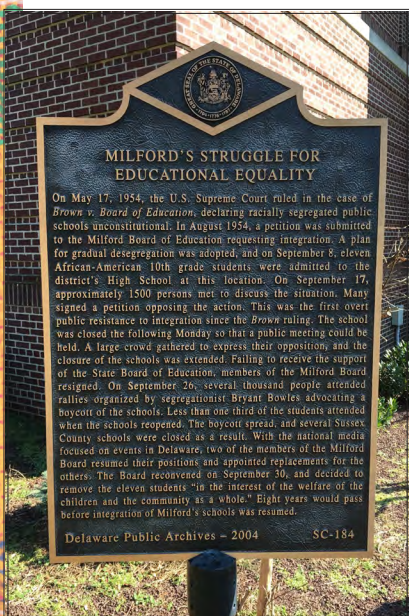 MILFORD'S STRUGGLE FOR
EDUCATIONAL EQUALITY
On May 17, 1954, the U.S. Supreme Court ruled in the case of
Brown v. Board of Education, declaring racially segregated public
schools unconstitutional. In August 1954, a petition was submitted
to the Milford Board of Education requesting integration. A plan
for gradual desegregation was adopted, and on September 8, eleven
African-American 10th grade students were admitted to the
district's High School at this location. On September 17,
approximately 1500 persons met to discuss the situation. Many
signed a petition opposing the action. This was the first overt
public resistance to integration since the Brown ruling. The school
was closed the following Monday so that a public meeting could be
held. A large crowd gathered to express their opposition, and the
closure of the schools was extended. Failing to receive the support
of the State Board of Education, members of the Milford Board
resigned. On September 26, several thousand people attended
rallies organized by segregationist Bryant Bowles advocating a
boycott of the schools. Less than one third of the students attended
when the schools reopened. The boycott spread, and several Sussex
County schools were closed as a result. With the national media
focused on events in Delaware, two of the members of the Milford
Board resumed their positions and appointed replacements for the
others. The Board reconvened on September 30, and decided to
remove the eleven students "in the interest of the welfare of the
children and the community as a whole." Eight years would pass
before integration of Milford's schools was resumed.
Delaware Public Archives – 2004 SC-184